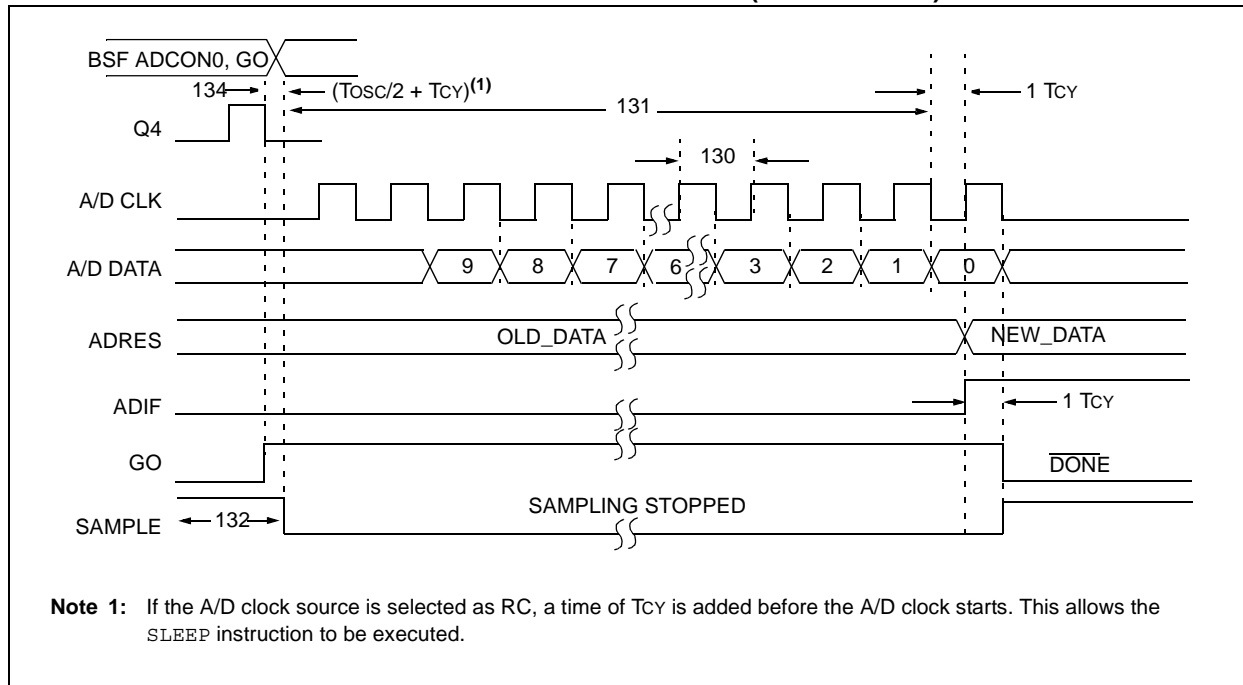 BSF ADCON0, GO
134
(TOSC/2 + TCY)(1)
131
1 TCY
Q4
130
A/D CLK
A/D DATA
9
8
7
6
3
2
1
0
ADRES
OLD_DATA
NEW_DATA
ADIF
1 TCY
GO
DONE
SAMPLE
132
SAMPLING STOPPED
Note 1: If the A/D clock source is selected as RC, a time of TCY is added before the A/D clock starts. This allows the
SLEEP instruction to be executed.